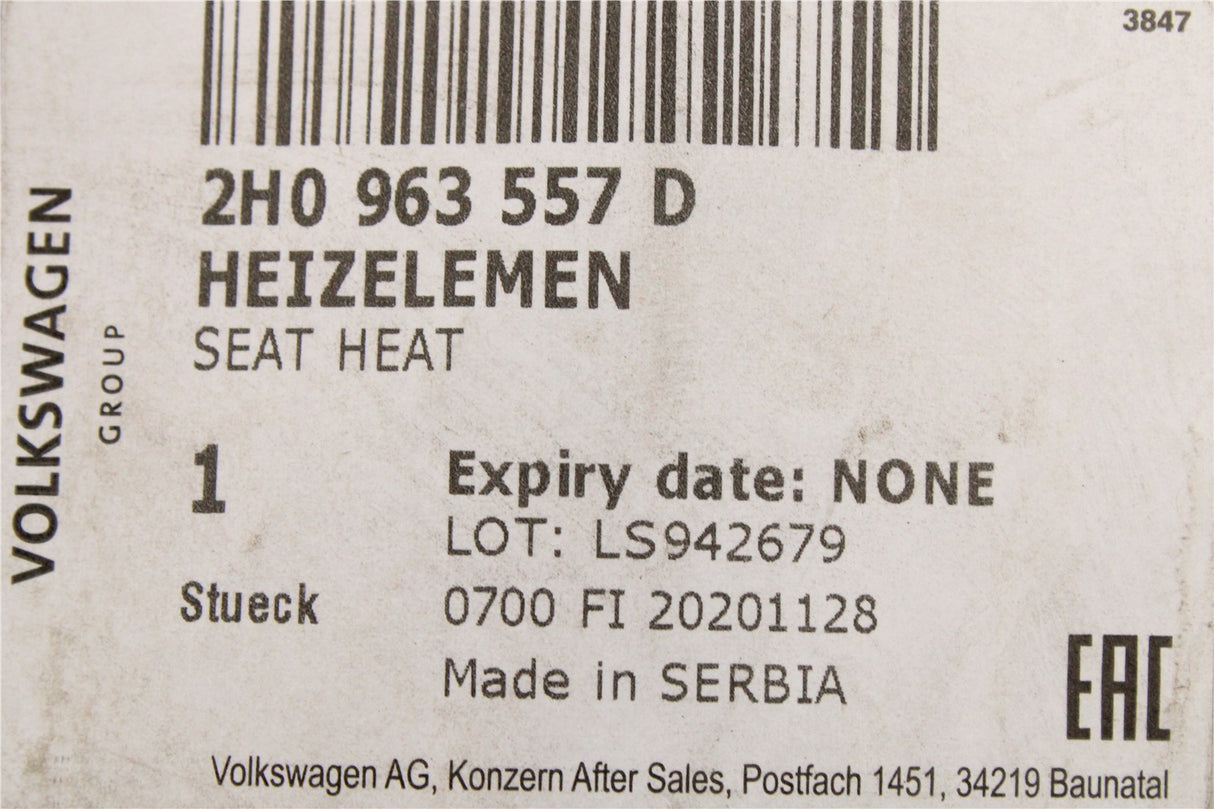 3847
2H0 963 557 D
HEIZELEMEN
SEAT HEAT
VOLKSWAGEN
GROUP
1
Stueck
Expiry date: NONE
LOT: LS942679
0700 FI 20201128
Made in SERBIA
EAC
Volkswagen AG, Konzern After Sales, Postfach 1451, 34219 Baunatal